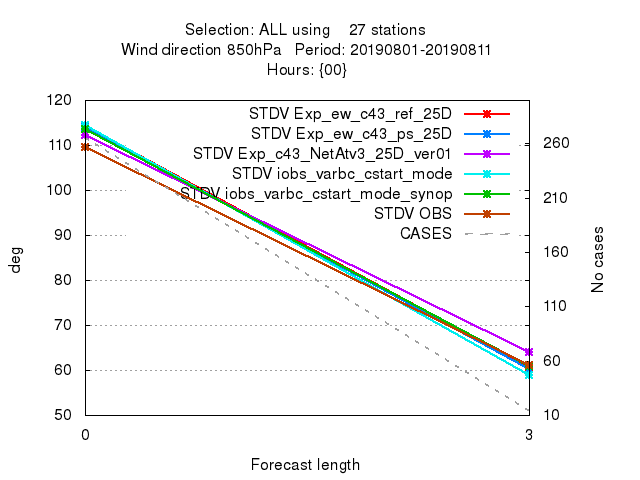 Selection: ALL using 27 stations
Wind direction 850hPa Period: 20190801-20190811
Hours: {00}
120
110
100
90
80
70
60
50
deg
STDV Exp_ew_c43_ref_25D
STDV Exp_ew_c43_ps_25D
STDV Exp_c43_NetAtv3_25D_ver01
STDV iobs_varbc_cstart_mode
STDV iobs_varbc_cstart_mode_synop
STDV OBS
CASES
260
210
160
110
60
10
No cases
0
3
Forecast length